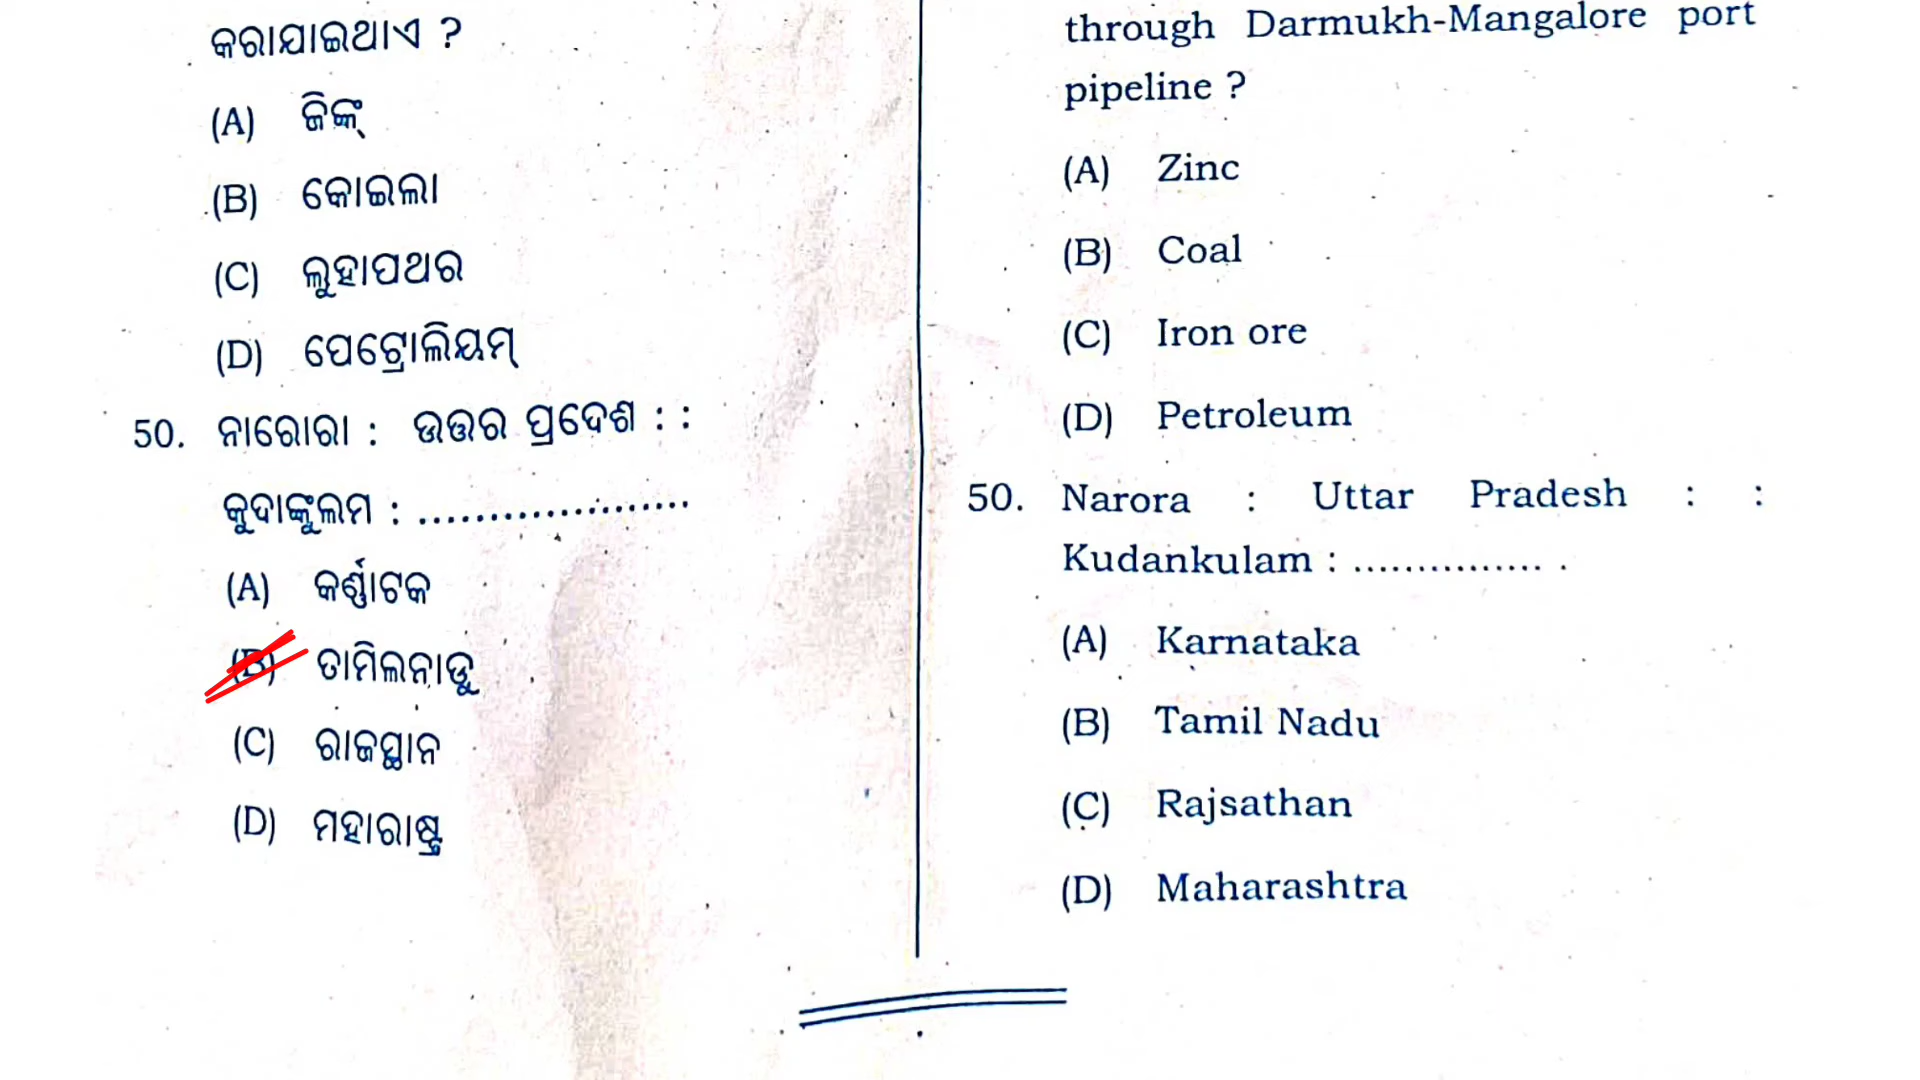 କରାଯାଇଥାଏ ?
(A) ଜିଙ୍କ୍
(B) କୋଇଲା
(C) ଲୁହାପଥର
(D) ପେଟ୍ରୋଲିୟମ୍
50. ନାରୋରା : ଉତ୍ତର ପ୍ରଦେଶ : :
କୁଦାଙ୍କୁଲମ : ....................
(A) କର୍ଣ୍ଣାଟକ
(B) ତାମିଲନାଡୁ
(C) ରାଜସ୍ଥାନ
(D) ମହାରାଷ୍ଟ୍ର
through Darmukh-Mangalore port
pipeline ?
(A) Zinc
(B) Coal
(C) Iron ore
(D) Petroleum
50. Narora : Uttar Pradesh : :
Kudankulam : ............... .
(A) Karnataka
(B) Tamil Nadu
(C) Rajsathan
(D) Maharashtra